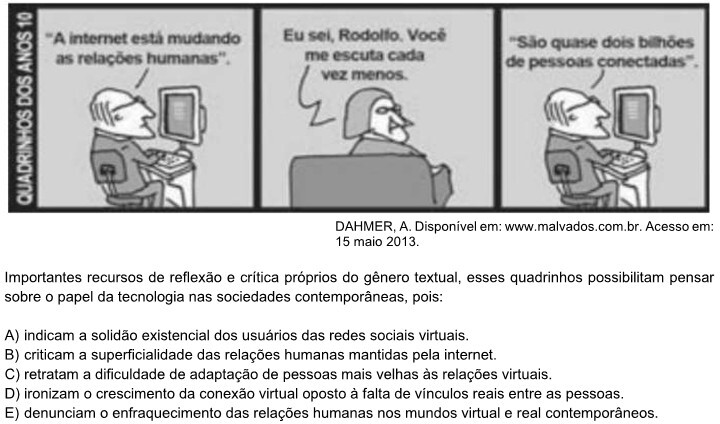 QUADRINHOS DOS ANOS 10
"A internet está mudando
as relações humanas".
Eu sei, Rodolfo. Você
me escuta cada
vez menos.
"São quase dois bilhões
de pessoas conectadas".
DAHMER, A. Disponível em: www.malvados.com.br. Acesso em:
15 maio 2013.
Importantes recursos de reflexão e crítica próprios do gênero textual, esses quadrinhos possibilitam pensar
sobre o papel da tecnologia nas sociedades contemporâneas, pois:
A) indicam a solidão existencial dos usuários das redes sociais virtuais.
B) criticam a superficialidade das relações humanas mantidas pela internet.
C) retratam a dificuldade de adaptação de pessoas mais velhas às relações virtuais.
D) ironizam o crescimento da conexão virtual oposto à falta de vínculos reais entre as pessoas.
E) denunciam o enfraquecimento das relações humanas nos mundos virtual e real contemporâneos.